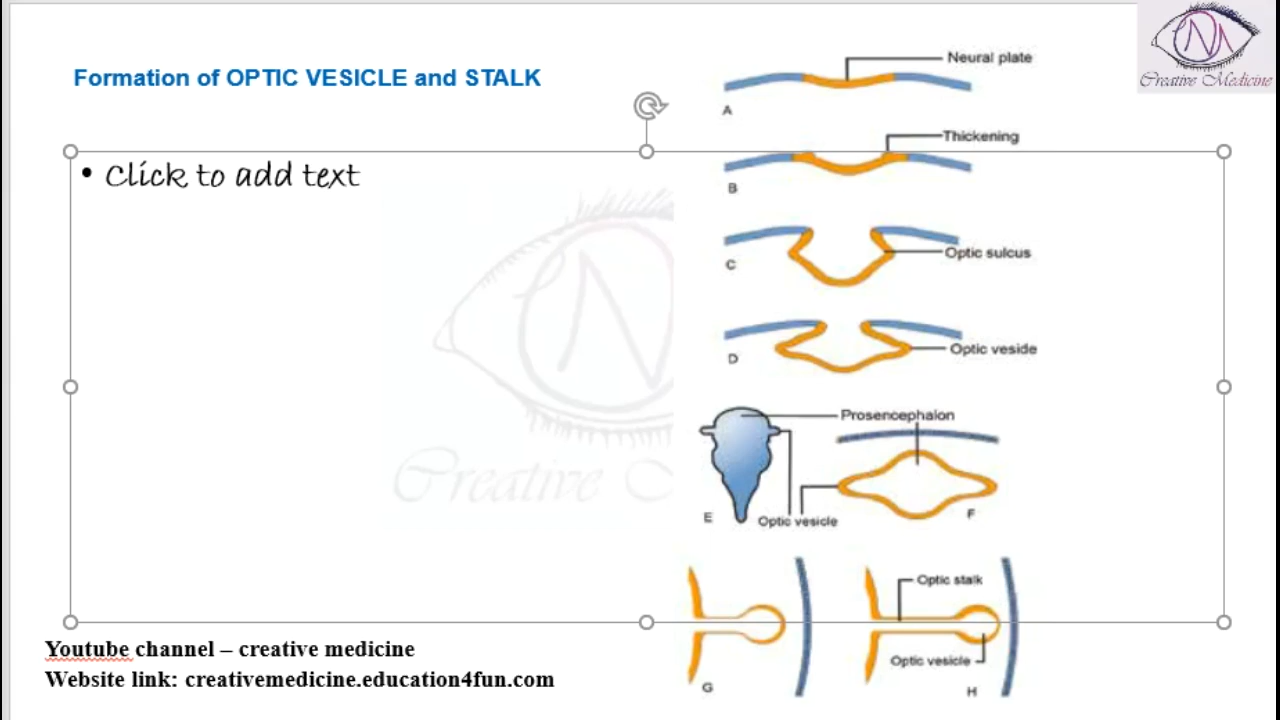 Formation of OPTIC VESICLE and STALK
Creative Medicine
• Click to add text
Neural plate
A
Thickening
B
Optic sulcus
C
Optic veside
D
Prosencephalon
E
Optic vesicle
F
Optic stalk
Optic vesicle
G
H
Creative M
Youtube channel – creative medicine
Website link: creativemedicine.education4fun.com